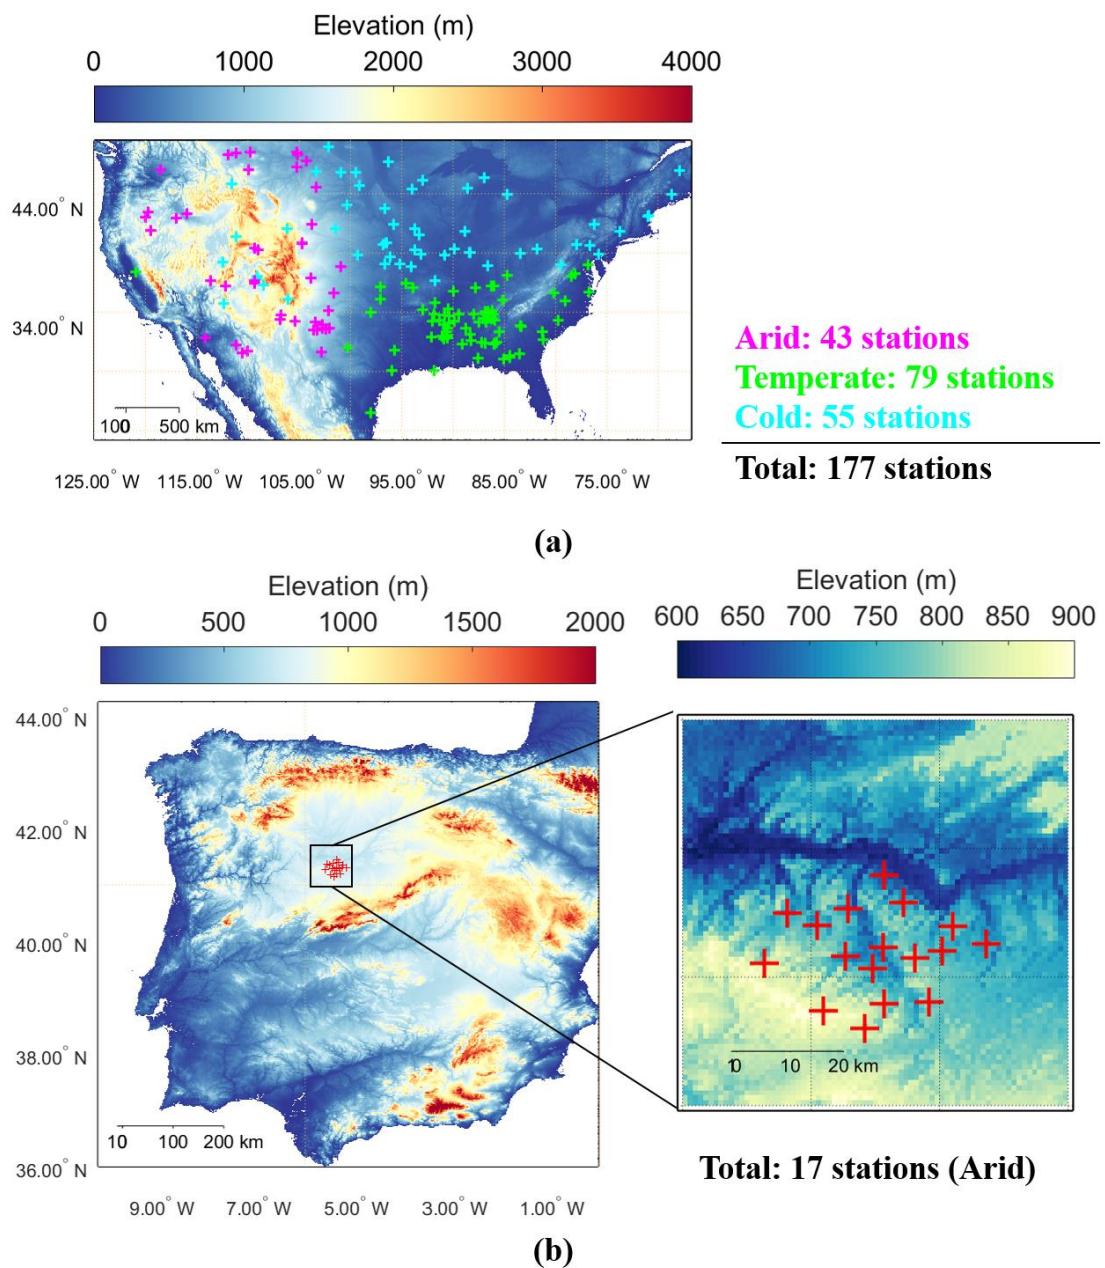 Elevation (m)
0 1000 2000 3000 4000
44.00° N
34.00° N
100 0 500 km
125.00° W 115.00° W 105.00° W 95.00° W 85.00° W 75.00° W
Arid: 43 stations
Temperate: 79 stations
Cold: 55 stations
Total: 177 stations
(a)
Elevation (m)
0 500 1000 1500 2000
44.00° N
42.00° N
40.00° N
38.00° N
36.00° N
10 100 200 km
9.00° W 7.00° W 5.00° W 3.00° W 1.00° W
Elevation (m)
600 650 700 750 800 850 900
10 20 km
Total: 17 stations (Arid)
(b)